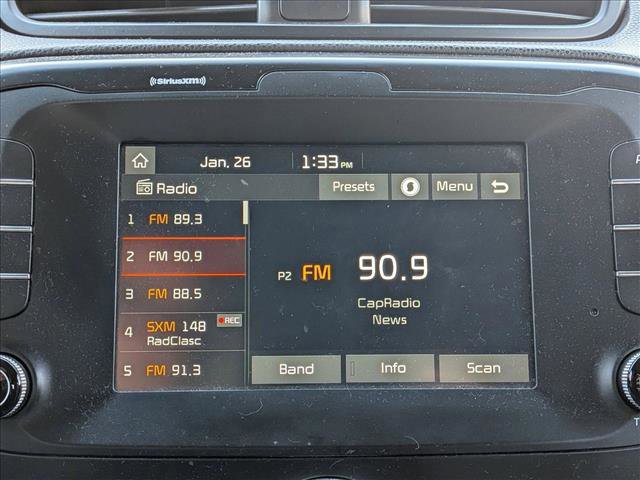 ((SiriusXM))
Jan. 26 1:33 PM
Radio Presets Menu
1 FM 89.3
2 FM 90.9
3 FM 88.5
4 SXM 148 REC
RadClasc
5 FM 91.3
P2 FM 90.9
CapRadio
News
Band Info Scan